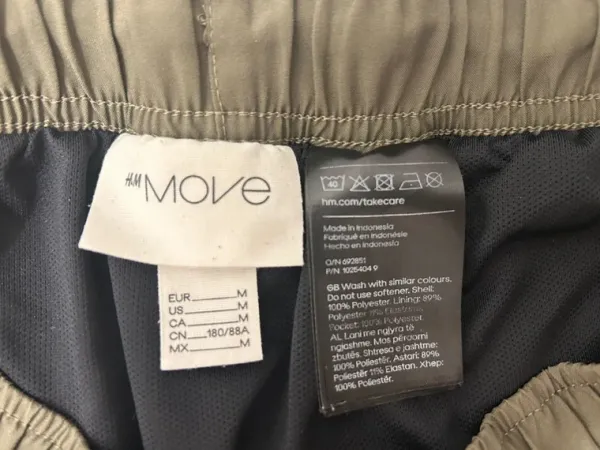 H&M MOVE
EUR M
US M
CA M
CN 180/88A
MX M
40
hm.com/takecare
Made in Indonesia
Fabriqué en Indonésie
Hecho en Indonesia
O/N 692851
P/N 1025404 9
GB Wash with similar colours.
Do not use softener. Shell:
100% Polyester. Lining: 89%
Polyester 11% Elastane.
Pocket: 100% Polyester.
AL Lani me ngjyra të
ngjashme. Mos përdorni
zbutës. Shtresa e jashtme:
100% Poliestër. Astari: 89%
Poliestër 11% Elastan. Xhep:
100% Poliestër.